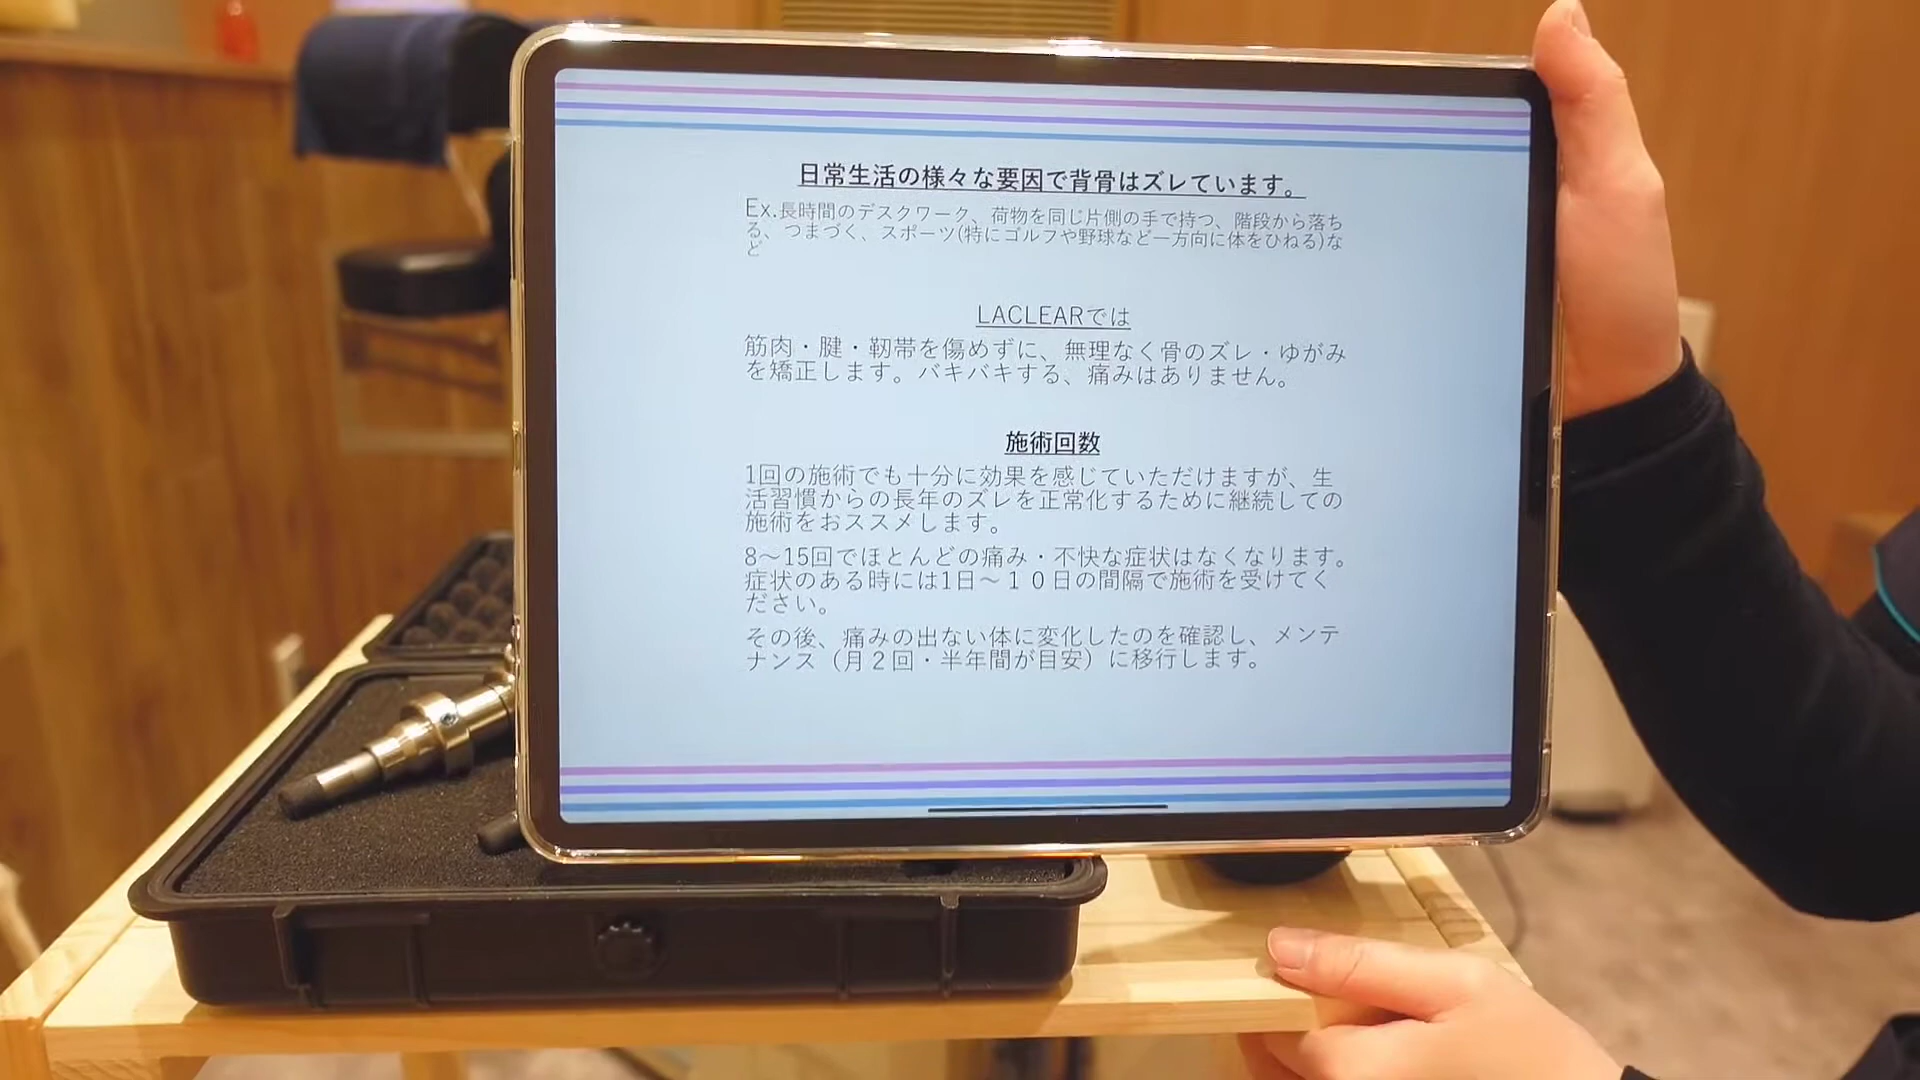 日常生活の様々な要因で背骨はズレています。
Ex.長時間のデスクワーク、荷物を同じ片側の手で持つ、階段から落ち
る、つまづく、スポーツ(特にゴルフや野球など一方向に体をひねる)な
ど
LACLEARでは
筋肉・腱・靭帯を傷めずに、無理なく骨のズレ・ゆがみ
を矯正します。バキバキする、痛みはありません。
施術回数
1回の施術でも十分に効果を感じていただけますが、生
活習慣からの長年のズレを正常化するために継続しての
施術をおススメします。
8～15回でほとんどの痛み・不快な症状はなくなります。
症状のある時には1日～１０日の間隔で施術を受けてく
ださい。
その後、痛みの出ない体に変化したのを確認し、メンテ
ナンス（月２回・半年間が目安）に移行します。